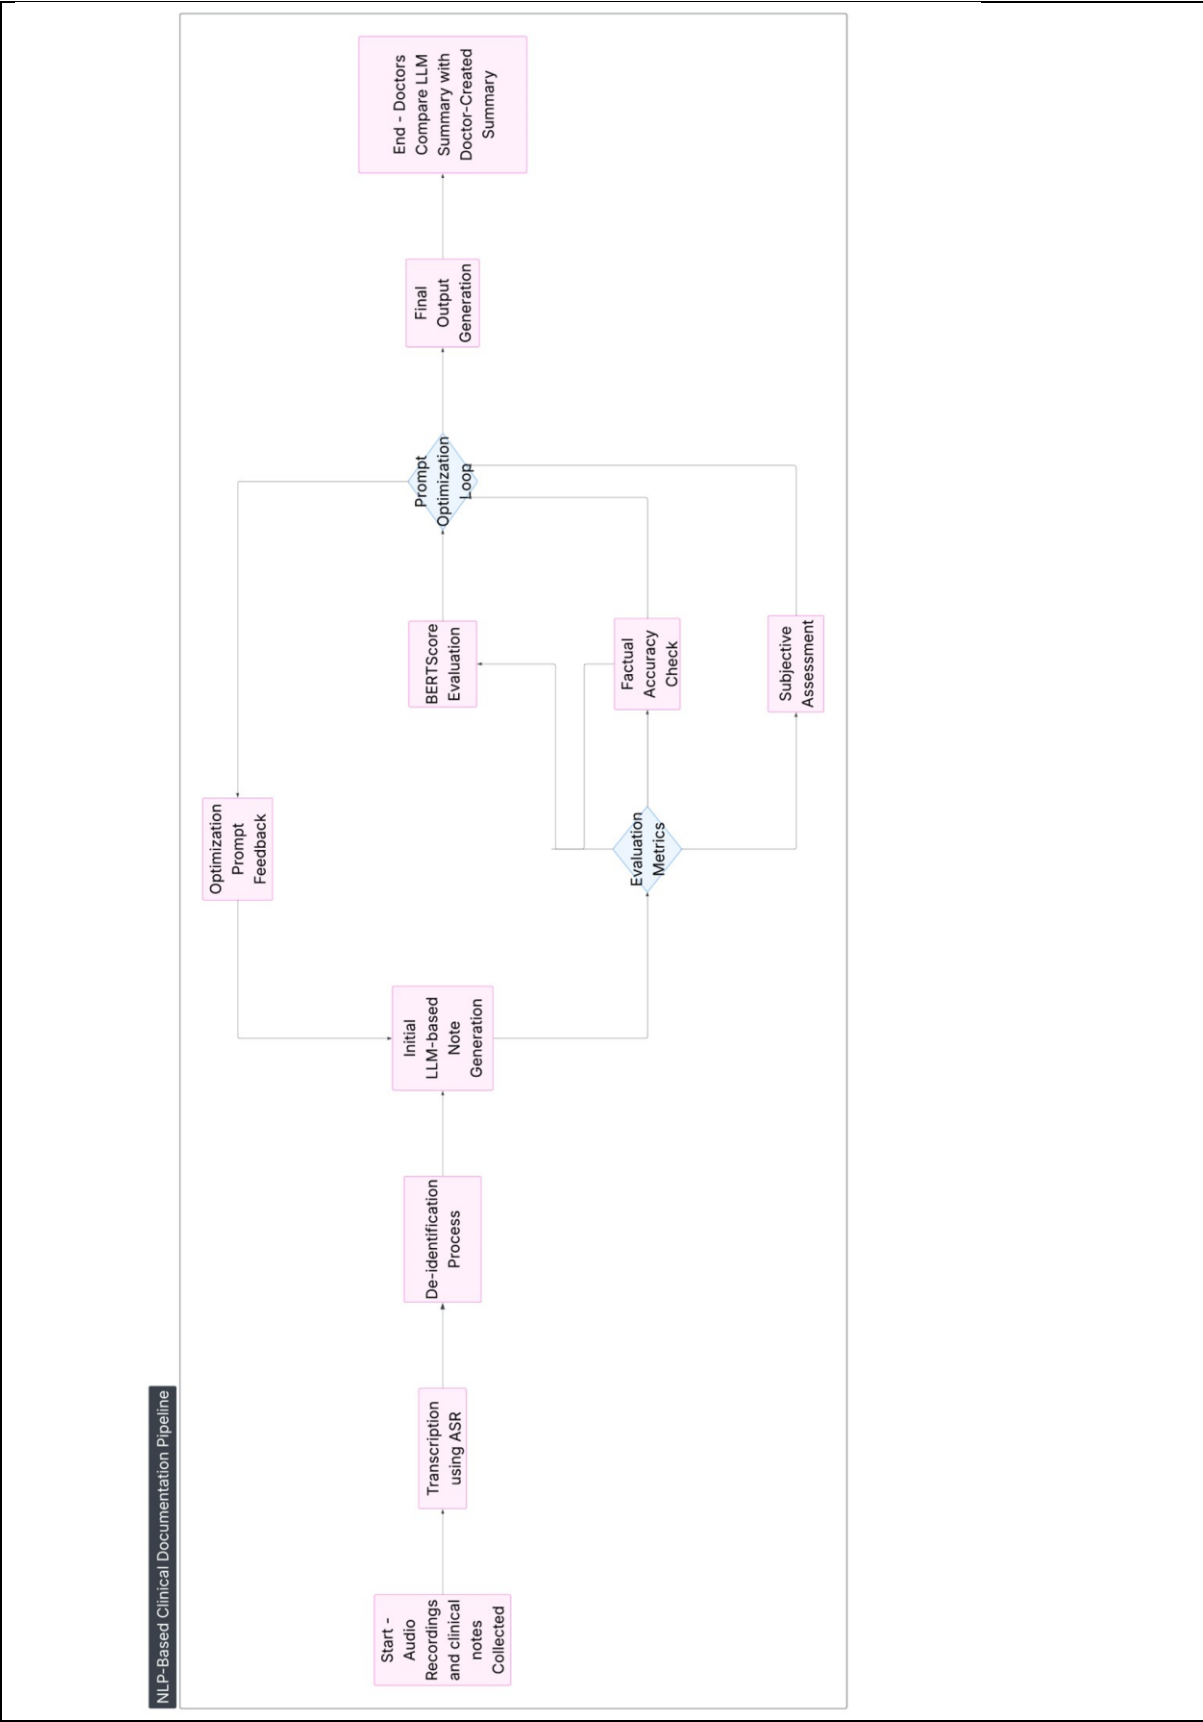 NLP-Based Clinical Documentation Pipeline
Start -
Audio
Recordings
and clinical
notes
Collected
Transcription
using ASR
De-identification
Process
Initial
LLM-based
Note
Generation
Optimization
Prompt
Feedback
Evaluation
Metrics
BERTScore
Evaluation
Factual
Accuracy
Check
Subjective
Assessment
Prompt
Optimization
Loop
Final
Output
Generation
End - Doctors
Compare LLM
Summary with
Doctor-Created
Summary